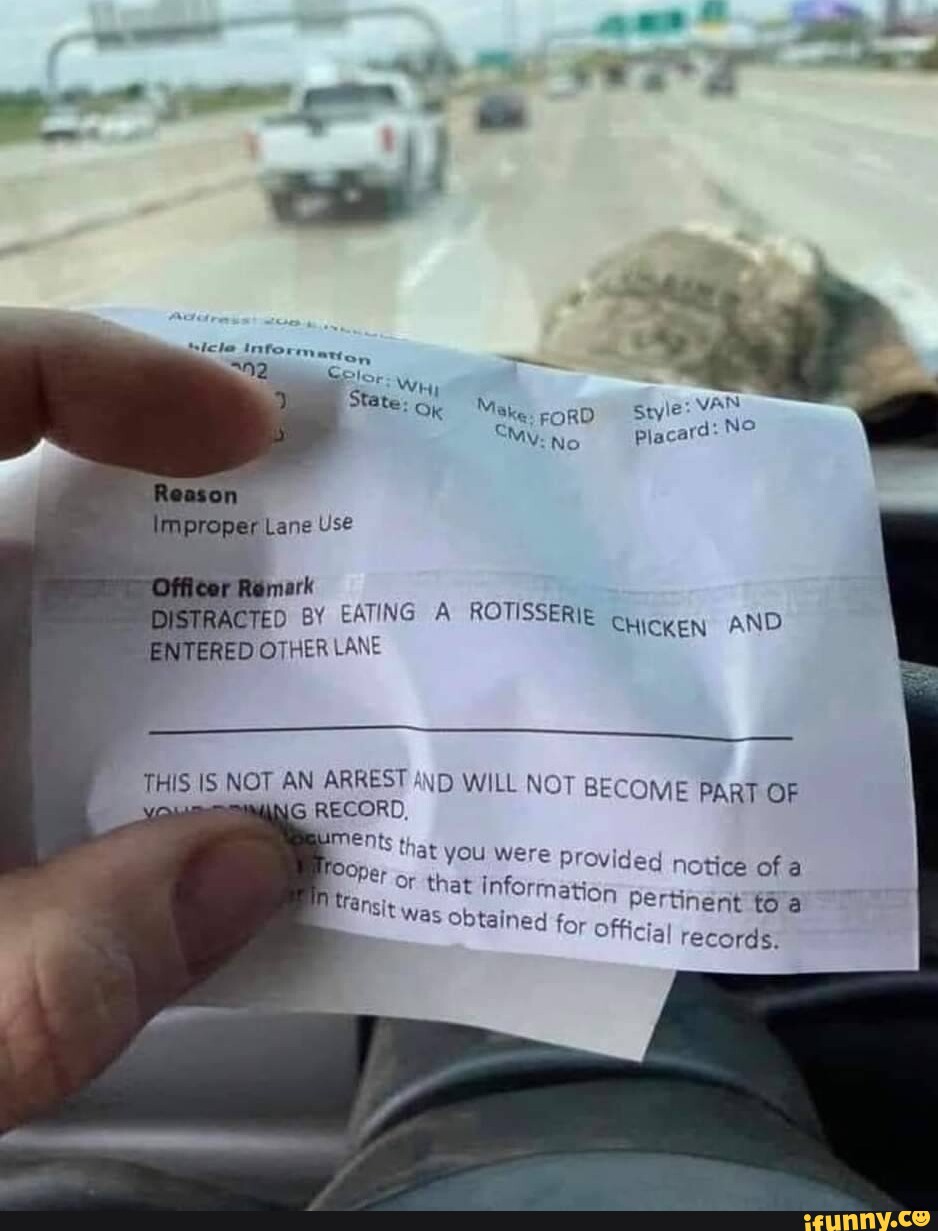 Address:
Information
02 Color: WHI Make: FORD Style: VAN
State: OK CMV: No Placard: No
Reason
Improper Lane Use
Officer Remark
DISTRACTED BY EATING A ROTISSERIE CHICKEN AND
ENTERED OTHER LANE
THIS IS NOT AN ARREST AND WILL NOT BECOME PART OF
RECORD.
that you were provided notice of a
Trooper or that information pertinent to a
in transit was obtained for official records.
ifunny.co